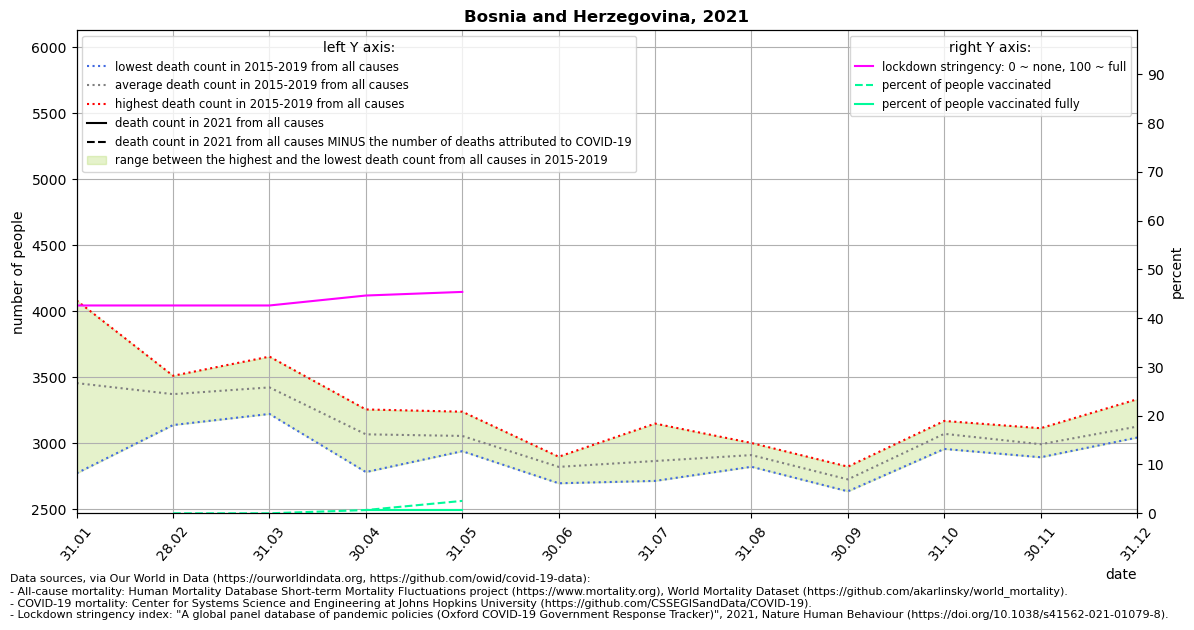 Bosnia and Herzegovina, 2021
left Y axis:
lowest death count in 2015-2019 from all causes
average death count in 2015-2019 from all causes
highest death count in 2015-2019 from all causes
death count in 2021 from all causes
death count in 2021 from all causes MINUS the number of deaths attributed to COVID-19
range between the highest and the lowest death count from all causes in 2015-2019
right Y axis:
lockdown stringency: 0 ~ none, 100 ~ full
percent of people vaccinated
percent of people vaccinated fully
number of people
6000
5500
5000
4500
4000
3500
3000
2500
percent
90
80
70
60
50
40
30
20
10
0
31.01
28.02
31.03
30.04
31.05
30.06
31.07
31.08
30.09
31.10
30.11
31.12
date
Data sources, via Our World in Data (https://ourworldindata.org, https://github.com/owid/covid-19-data):
- All-cause mortality: Human Mortality Database Short-term Mortality Fluctuations project (https://www.mortality.org), World Mortality Dataset (https://github.com/akarlinsky/world_mortality).
- COVID-19 mortality: Center for Systems Science and Engineering at Johns Hopkins University (https://github.com/CSSEGISandData/COVID-19).
- Lockdown stringency index: "A global panel database of pandemic policies (Oxford COVID-19 Government Response Tracker)", 2021, Nature Human Behaviour (https://doi.org/10.1038/s41562-021-01079-8).